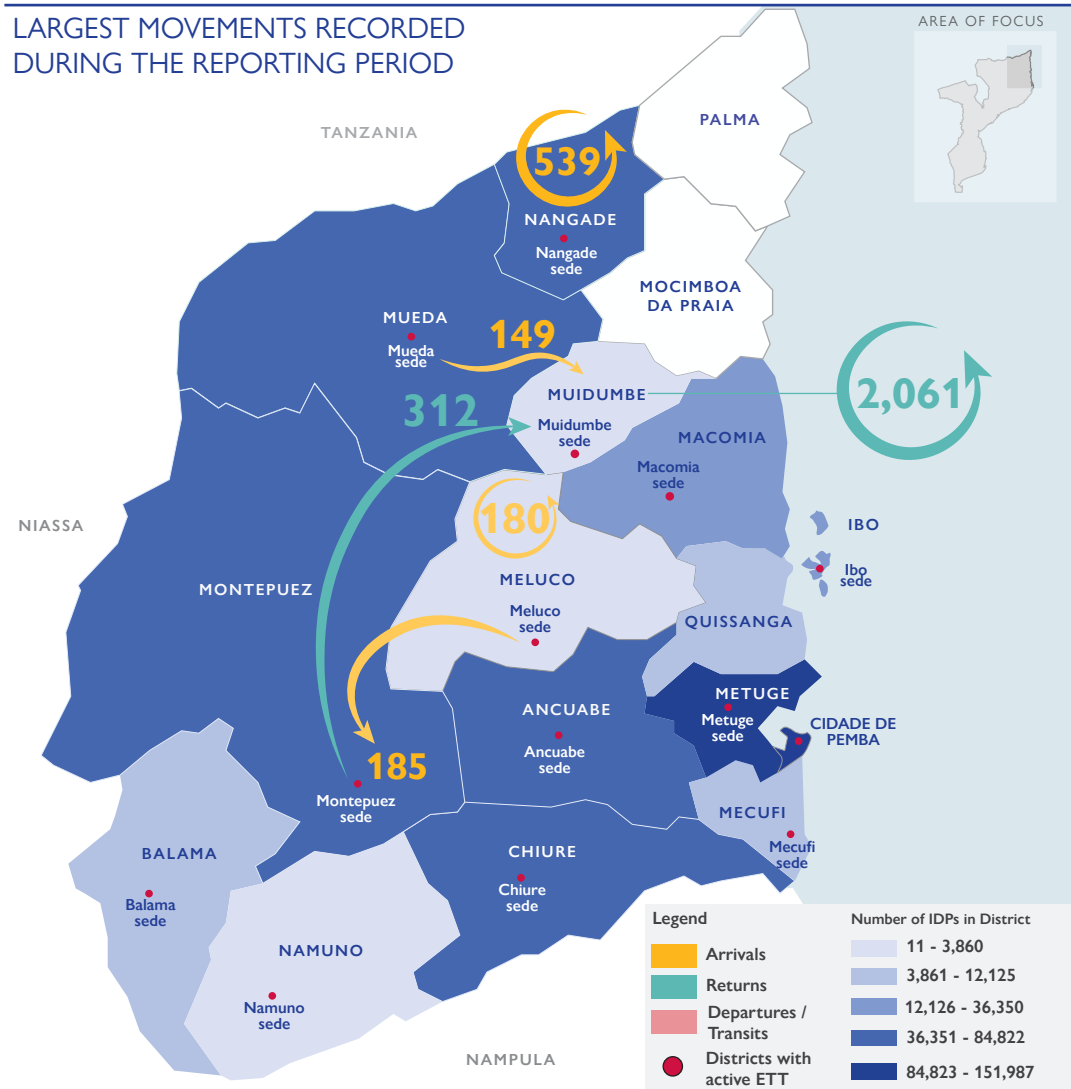 LARGEST MOVEMENTS RECORDED
DURING THE REPORTING PERIOD
AREA OF FOCUS
TANZANIA
PALMA
539
NANGADE
Nangade
sede
MOCIMBOA
DA PRAIA
MUEDA
Mueda
sede
149
MUIDUMBE
Muidumbe
sede
312
2,061
MACOMIA
Macomia
sede
NIASSA
180
IBO
Ibo
sede
MONTEPUEZ
MELUCO
Meluco
sede
QUISSANGA
METUGE
Metuge
sede
ANCUABE
Ancuabe
sede
CIDADE DE
PEMBA
185
Montepuez
sede
MECUFI
Mecufi
sede
BALAMA
Balama
sede
CHIURE
Chiure
sede
NAMUNO
Namuno
sede
NAMPULA
Legend
Arrivals
Returns
Departures /
Transits
Districts with
active ETT
Number of IDPs in District
11 - 3,860
3,861 - 12,125
12,126 - 36,350
36,351 - 84,822
84,823 - 151,987